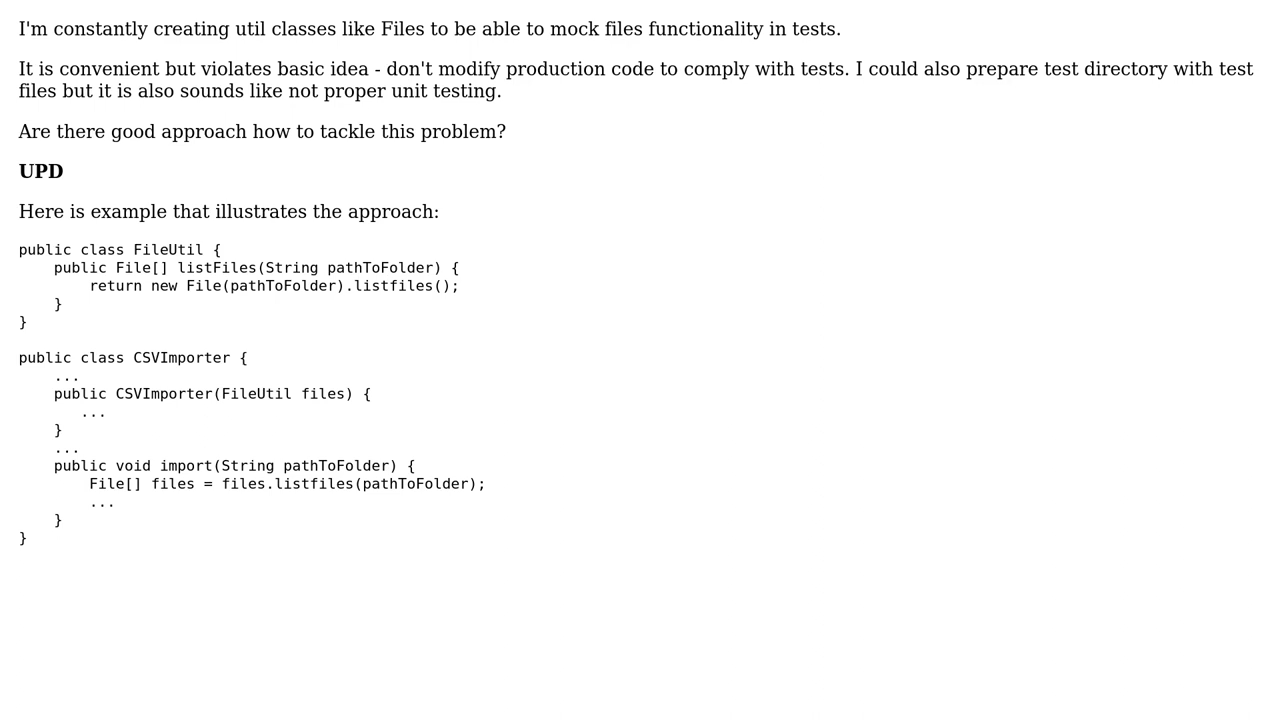 I'm constantly creating util classes like Files to be able to mock files functionality in tests.
It is convenient but violates basic idea - don't modify production code to comply with tests. I could also prepare test directory with test
files but it is also sounds like not proper unit testing.
Are there good approach how to tackle this problem?
UPD
Here is example that illustrates the approach:
public class FileUtil {
    public File[] listFiles(String pathToFolder) {
        return new File(pathToFolder).listfiles();
    }
}
public class CSVImporter {
    ...
    public CSVImporter(FileUtil files) {
       ...
    }
    ...
    public void import(String pathToFolder) {
        File[] files = files.listfiles(pathToFolder);
        ...
    }
}